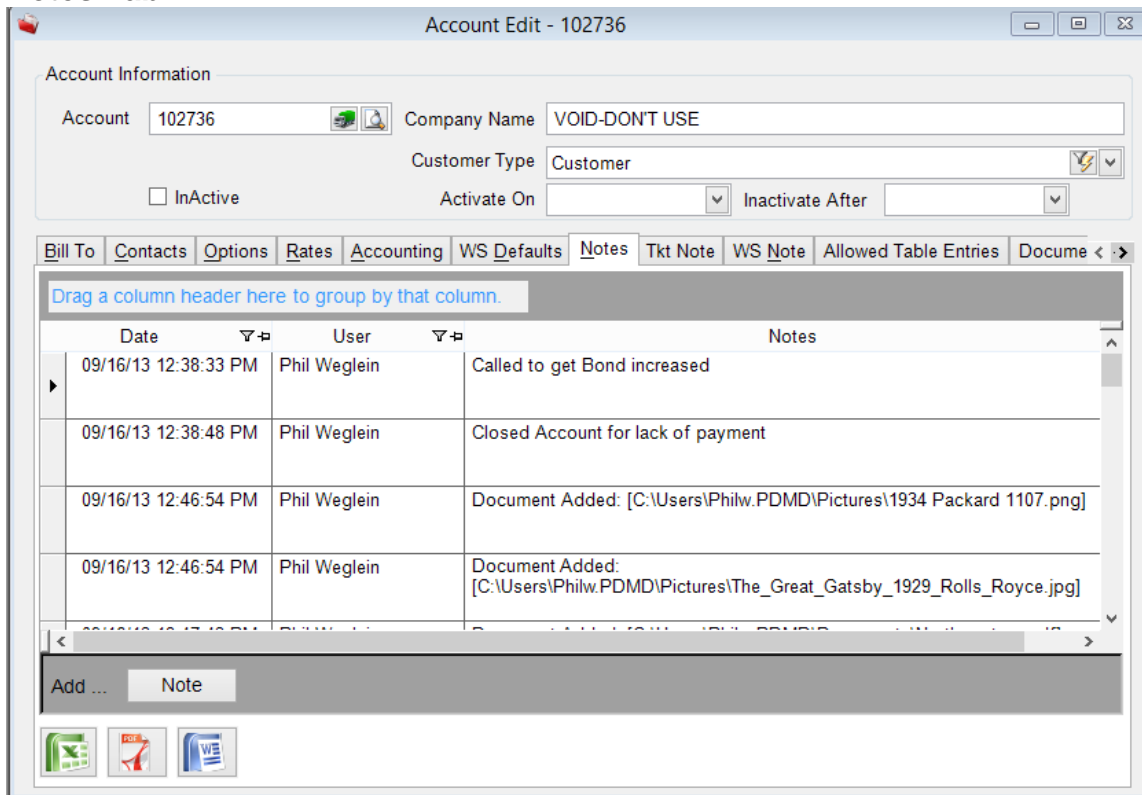 Account Edit - 102736
Account Information
Account 102736 Company Name VOID-DON'T USE
Customer Type Customer
InActive Activate On Inactivate After
Bill To Contacts Options Rates Accounting WS Defaults Notes Tkt Note WS Note Allowed Table Entries Docume
Drag a column header here to group by that column.
Date User Notes
09/16/13 12:38:33 PM Phil Weglein Called to get Bond increased
09/16/13 12:38:48 PM Phil Weglein Closed Account for lack of payment
09/16/13 12:46:54 PM Phil Weglein Document Added: [C:\Users\Philw.PDMD\Pictures\1934 Packard 1107.png]
09/16/13 12:46:54 PM Phil Weglein Document Added:
[C:\Users\Philw.PDMD\Pictures\The_Great_Gatsby_1929_Rolls_Royce.jpg]
Add ... Note